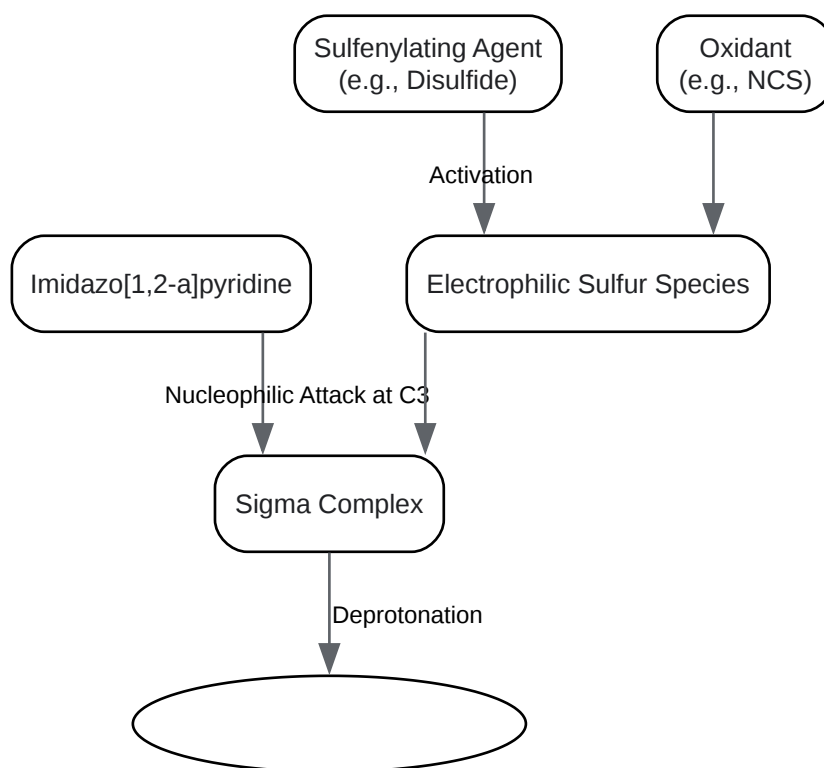 Sulfenylating Agent
(e.g., Disulfide)
Oxidant
(e.g., NCS)
Activation
Imidazo[1,2-a]pyridine
Electrophilic Sulfur Species
Nucleophilic Attack at C3
Sigma Complex
Deprotonation